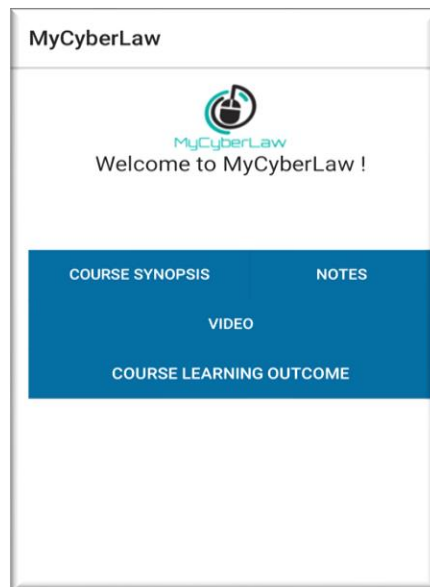 MyCyberLaw
MyCyberLaw
Welcome to MyCyberLaw !
COURSE SYNOPSIS NOTES
VIDEO
COURSE LEARNING OUTCOME